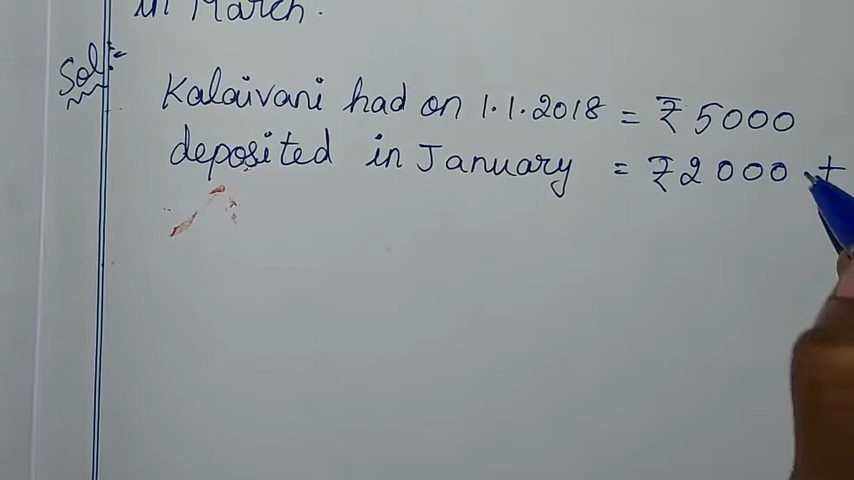 in March.
Sol:-
Kalaivani had on 1.1.2018 = ₹ 5000
deposited in January = ₹ 2000 +